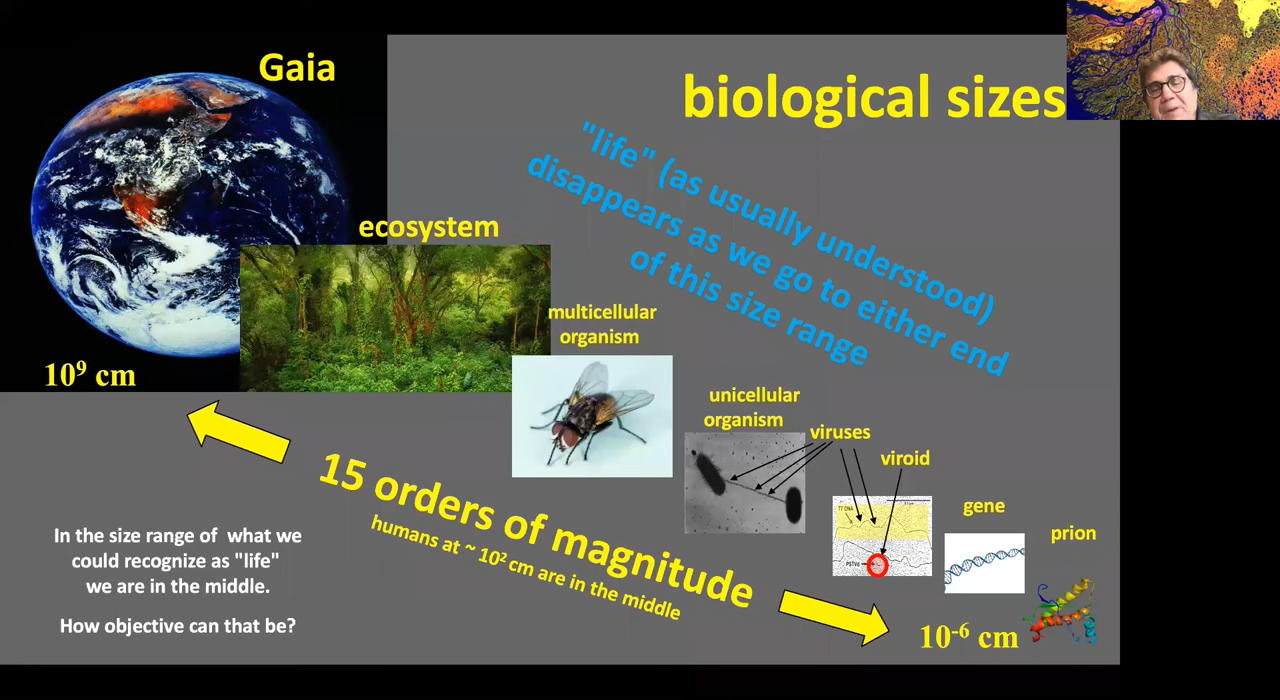 Gaia
biological sizes
"life" (as usually understood)
disappears as we go to either end
of this size range
ecosystem
multicellular
organism
10⁹ cm
unicellular
organism
viruses
viroid
gene
prion
T7 DNA
PSTVd
15 orders of magnitude
humans at ~ 10² cm are in the middle
In the size range of what we
could recognize as "life"
we are in the middle.
How objective can that be?
10⁻⁶ cm